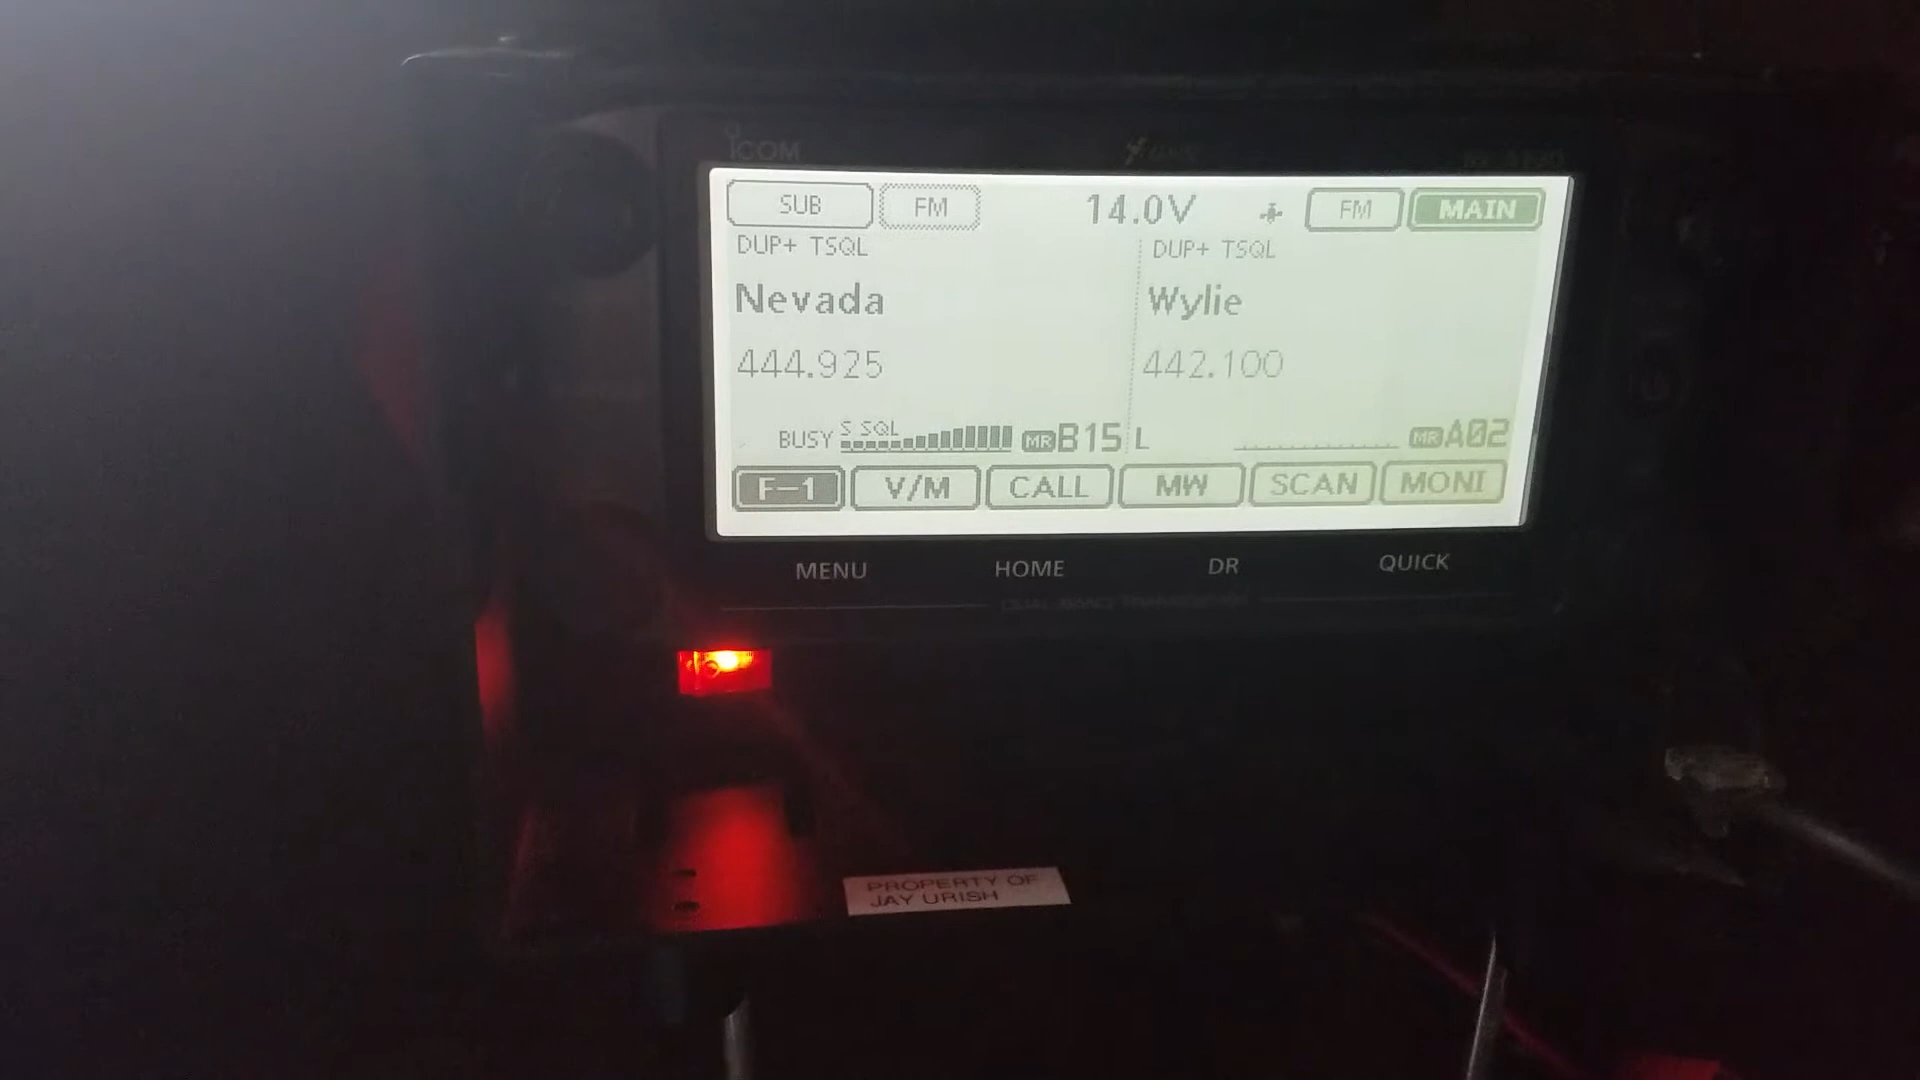 ICOM
SUB FM 14.0V FM MAIN
DUP+ TSQL DUP+ TSQL
Nevada Wylie
444.925 442.100
BUSY S SQL MR B15 L MR A02
F-1 V/M CALL MW SCAN MONI
MENU HOME DR QUICK
PROPERTY OF
JAY URISH